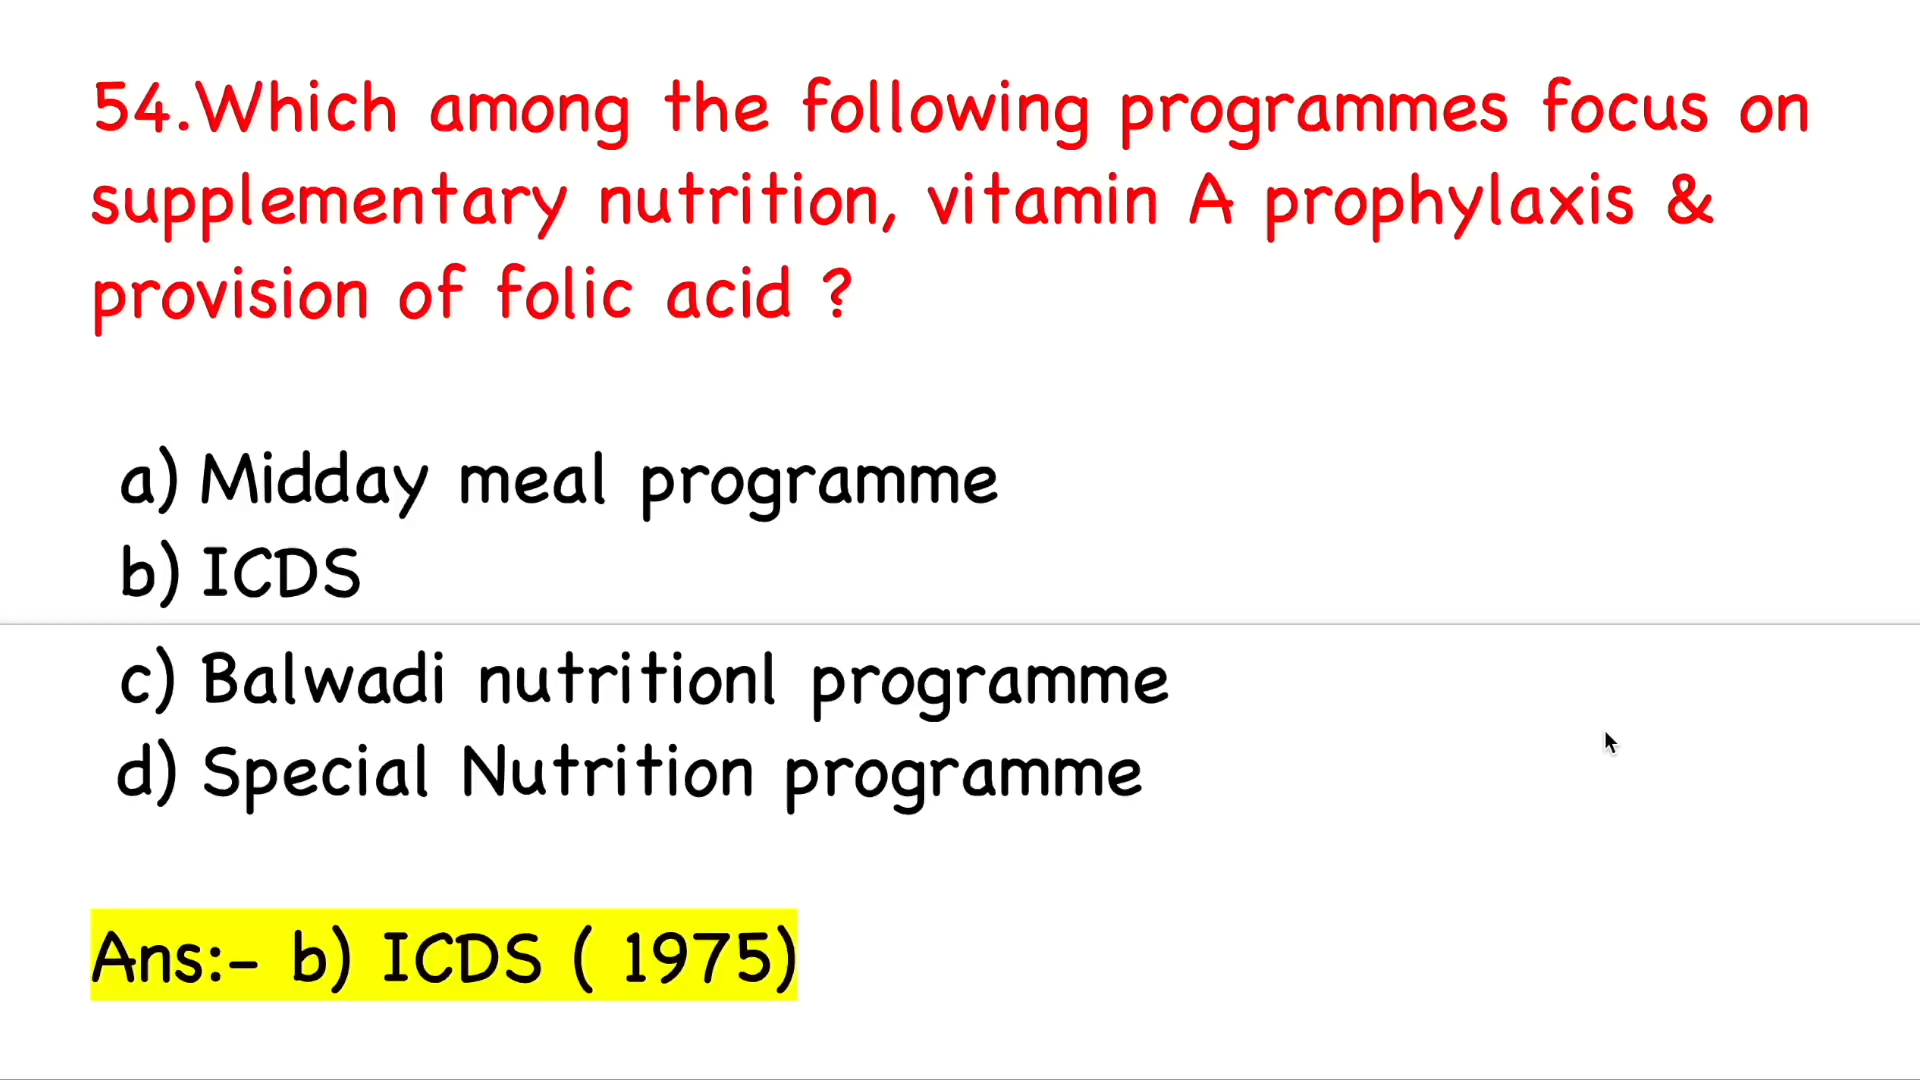 54.Which among the following programmes focus on
supplementary nutrition, vitamin A prophylaxis &
provision of folic acid ?
a) Midday meal programme
b) ICDS
c) Balwadi nutritionl programme
d) Special Nutrition programme
Ans:- b) ICDS ( 1975)